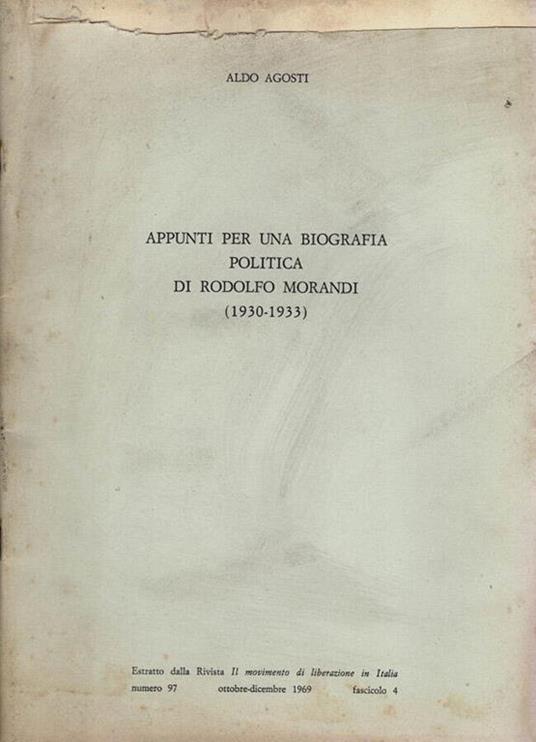 ALDO AGOSTI
APPUNTI PER UNA BIOGRAFIA
POLITICA
DI RODOLFO MORANDI
(1930-1933)
Estratto dalla Rivista Il movimento di liberazione in Italia
numero 97 ottobre-dicembre 1969 fascicolo 4